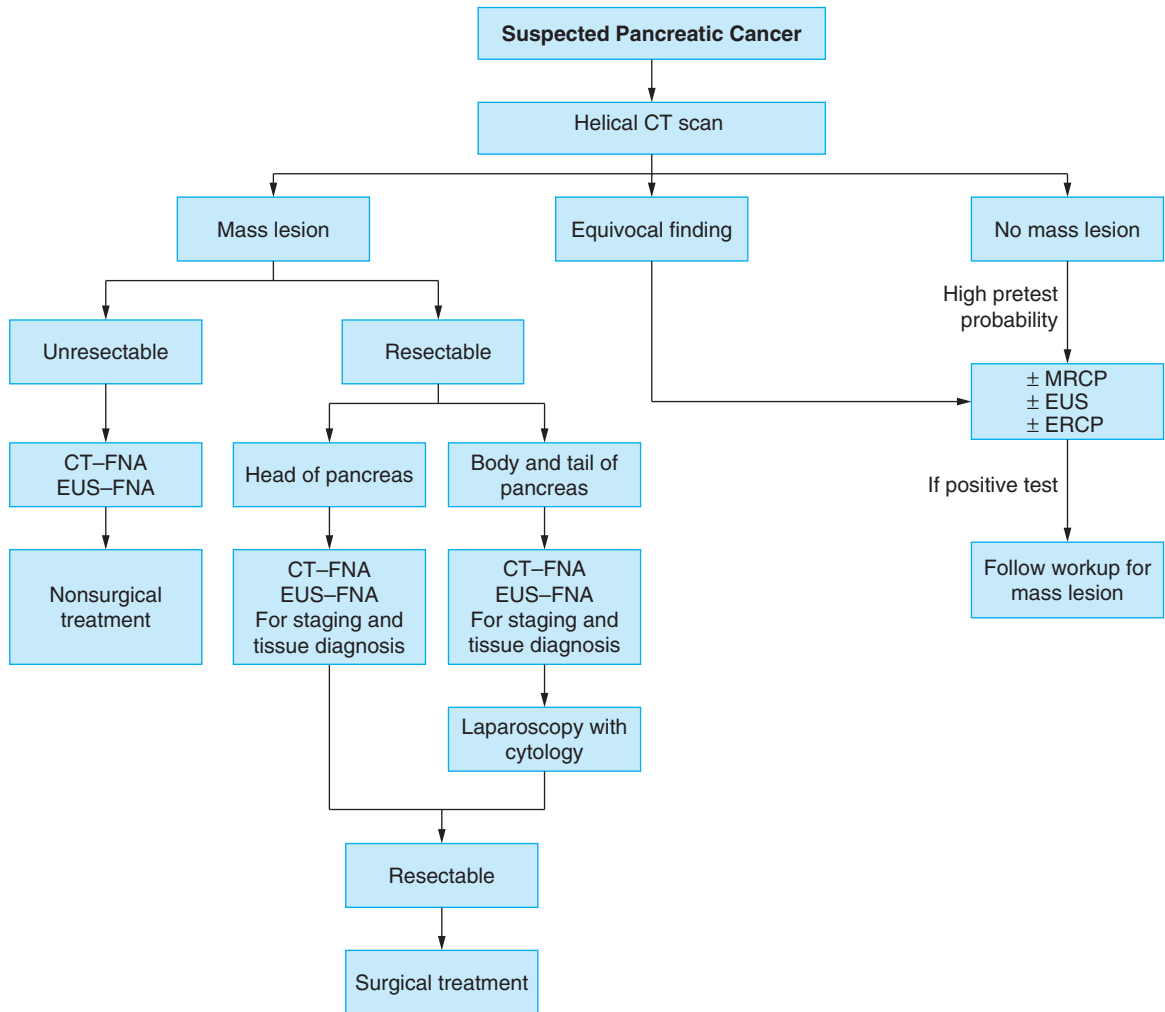 Suspected Pancreatic Cancer
Helical CT scan
Mass lesion
Equivocal finding
No mass lesion
High pretest
probability
Unresectable
Resectable
± MRCP
± EUS
± ERCP
CT–FNA
EUS–FNA
Head of pancreas
Body and tail of
pancreas
If positive test
Nonsurgical
treatment
CT–FNA
EUS–FNA
For staging and
tissue diagnosis
CT–FNA
EUS–FNA
For staging and
tissue diagnosis
Follow workup for
mass lesion
Laparoscopy with
cytology
Resectable
Surgical treatment